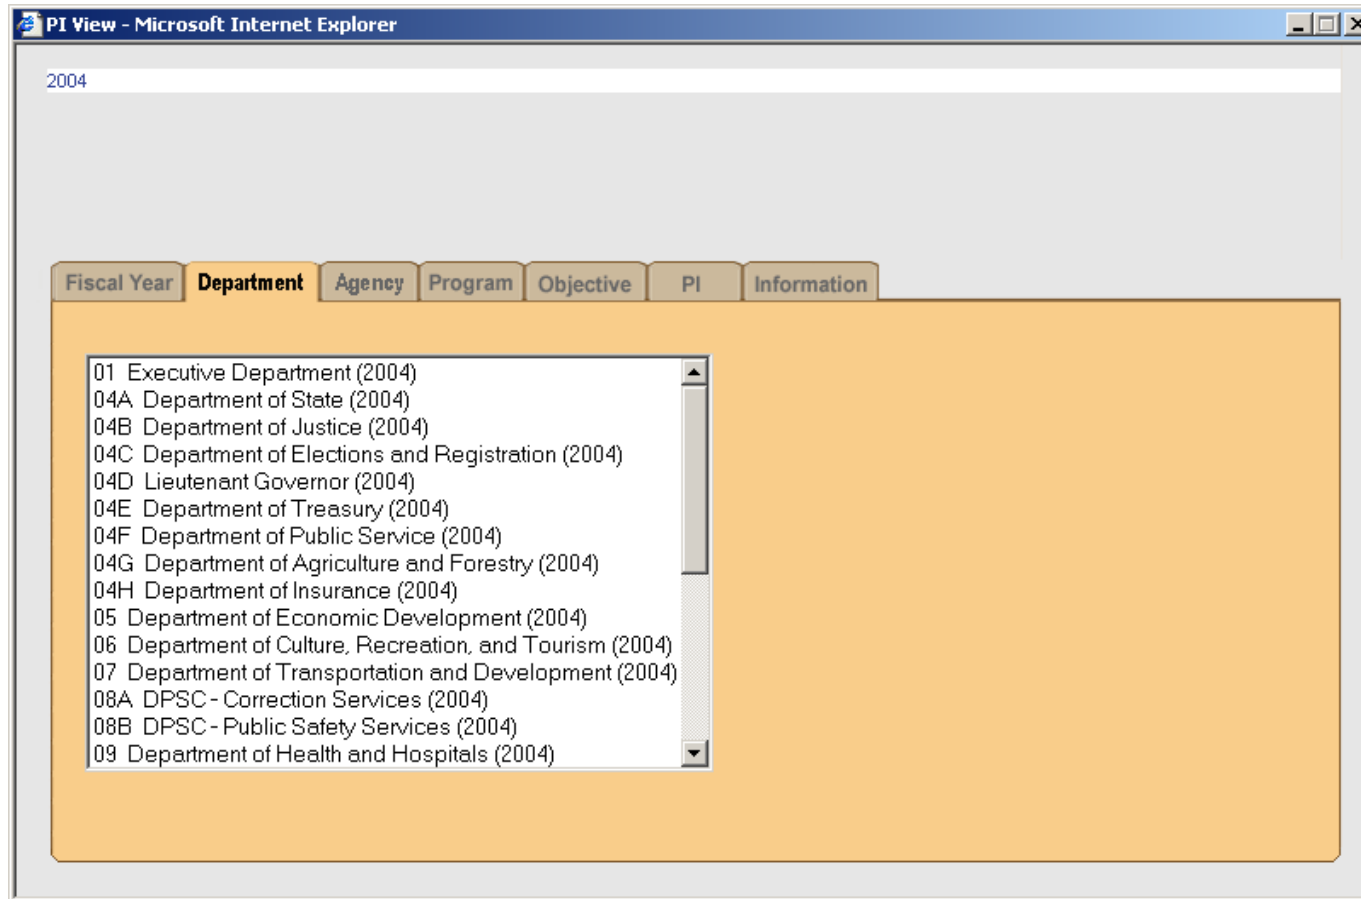 PI View - Microsoft Internet Explorer
2004
Fiscal Year Department Agency Program Objective PI Information
01 Executive Department (2004)
04A Department of State (2004)
04B Department of Justice (2004)
04C Department of Elections and Registration (2004)
04D Lieutenant Governor (2004)
04E Department of Treasury (2004)
04F Department of Public Service (2004)
04G Department of Agriculture and Forestry (2004)
04H Department of Insurance (2004)
05 Department of Economic Development (2004)
06 Department of Culture, Recreation, and Tourism (2004)
07 Department of Transportation and Development (2004)
08A DPSC - Correction Services (2004)
08B DPSC - Public Safety Services (2004)
09 Department of Health and Hospitals (2004)